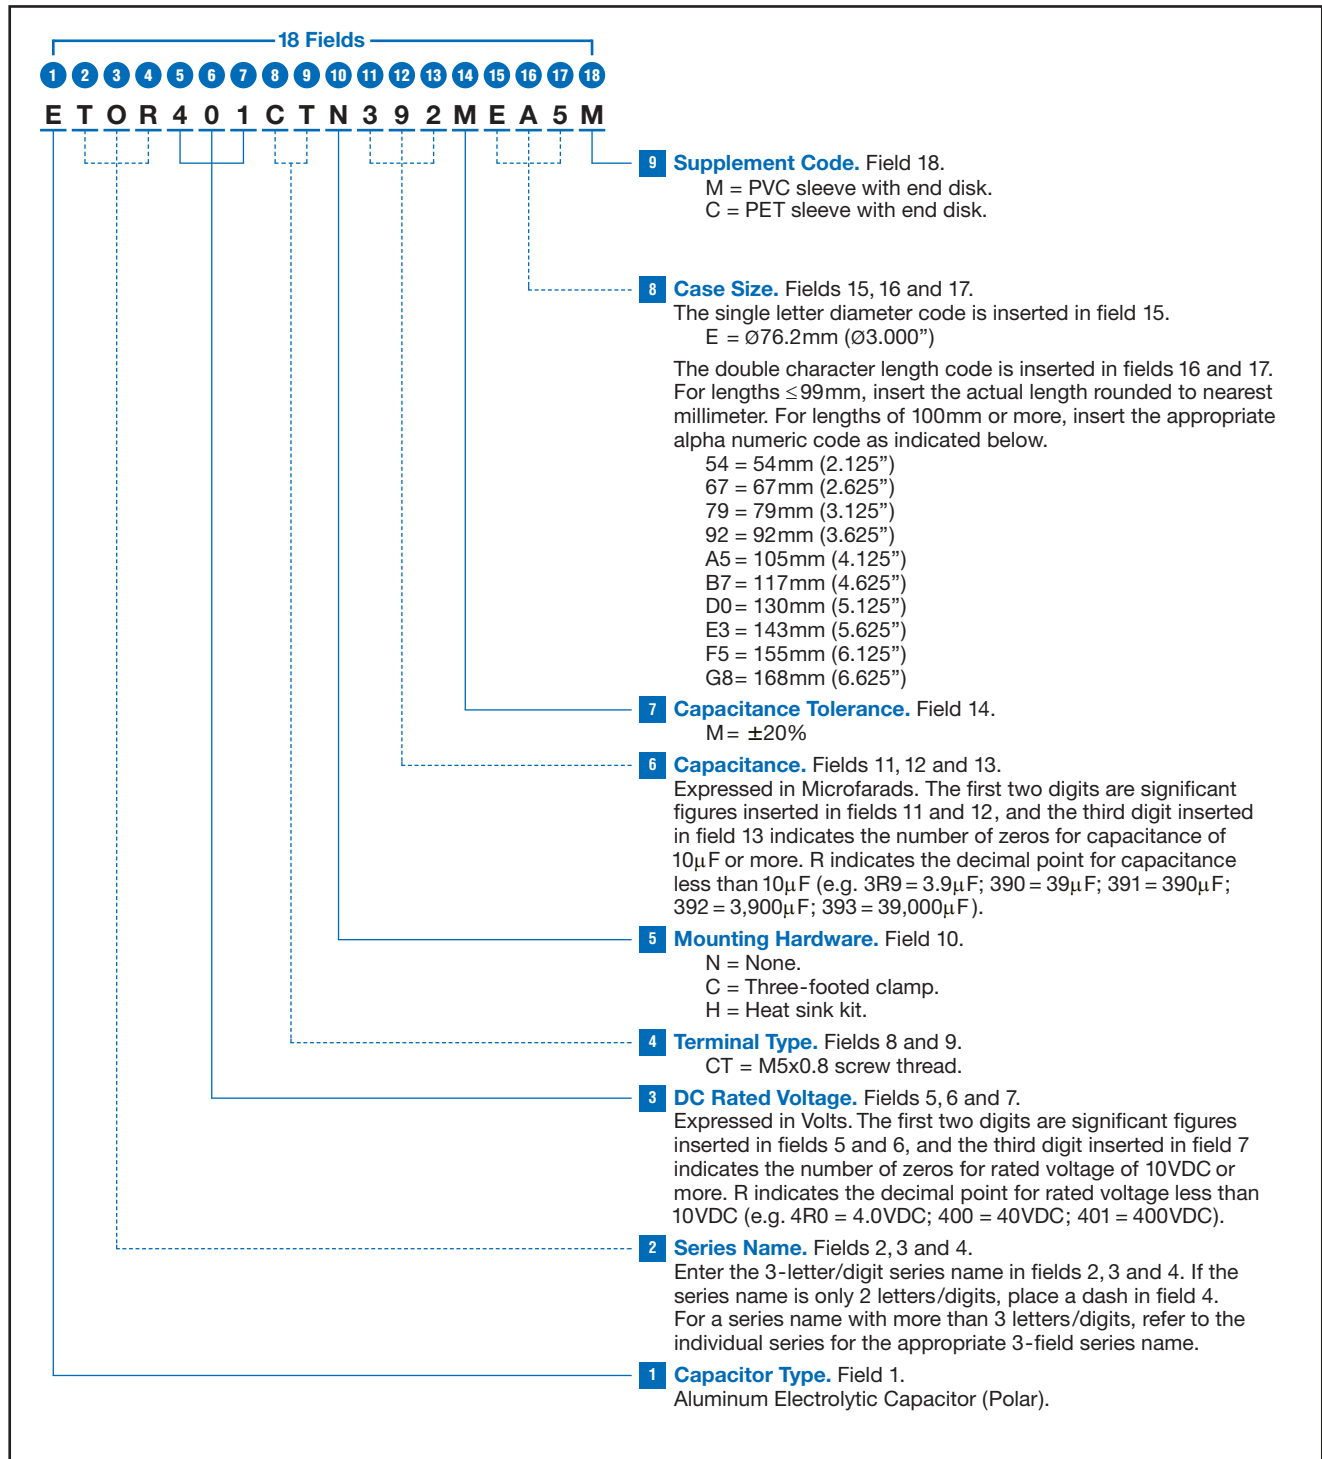 18 Fields
1 2 3 4 5 6 7 8 9 10 11 12 13 14 15 16 17 18
E T O R 4 0 1 C T N 3 9 2 M E A 5 M
9 Supplement Code. Field 18.
M = PVC sleeve with end disk.
C = PET sleeve with end disk.
8 Case Size. Fields 15, 16 and 17.
The single letter diameter code is inserted in field 15.
E = Ø76.2mm (Ø3.000”)
The double character length code is inserted in fields 16 and 17.
For lengths ≤99mm, insert the actual length rounded to nearest
millimeter. For lengths of 100mm or more, insert the appropriate
alpha numeric code as indicated below.
54 = 54mm (2.125”)
67 = 67mm (2.625”)
79 = 79mm (3.125”)
92 = 92mm (3.625”)
A5 = 105mm (4.125”)
B7 = 117mm (4.625”)
D0 = 130mm (5.125”)
E3 = 143mm (5.625”)
F5 = 155mm (6.125”)
G8 = 168mm (6.625”)
7 Capacitance Tolerance. Field 14.
M = ±20%
6 Capacitance. Fields 11, 12 and 13.
Expressed in Microfarads. The first two digits are significant
figures inserted in fields 11 and 12, and the third digit inserted
in field 13 indicates the number of zeros for capacitance of
10µF or more. R indicates the decimal point for capacitance
less than 10µF (e.g. 3R9 = 3.9µF; 390 = 39µF; 391 = 390µF;
392 = 3,900µF; 393 = 39,000µF).
5 Mounting Hardware. Field 10.
N = None.
C = Three-footed clamp.
H = Heat sink kit.
4 Terminal Type. Fields 8 and 9.
CT = M5x0.8 screw thread.
3 DC Rated Voltage. Fields 5, 6 and 7.
Expressed in Volts. The first two digits are significant figures
inserted in fields 5 and 6, and the third digit inserted in field 7
indicates the number of zeros for rated voltage of 10VDC or
more. R indicates the decimal point for rated voltage less than
10VDC (e.g. 4R0 = 4.0VDC; 400 = 40VDC; 401 = 400VDC).
2 Series Name. Fields 2, 3 and 4.
Enter the 3-letter/digit series name in fields 2, 3 and 4. If the
series name is only 2 letters/digits, place a dash in field 4.
For a series name with more than 3 letters/digits, refer to the
individual series for the appropriate 3-field series name.
1 Capacitor Type. Field 1.
Aluminum Electrolytic Capacitor (Polar).